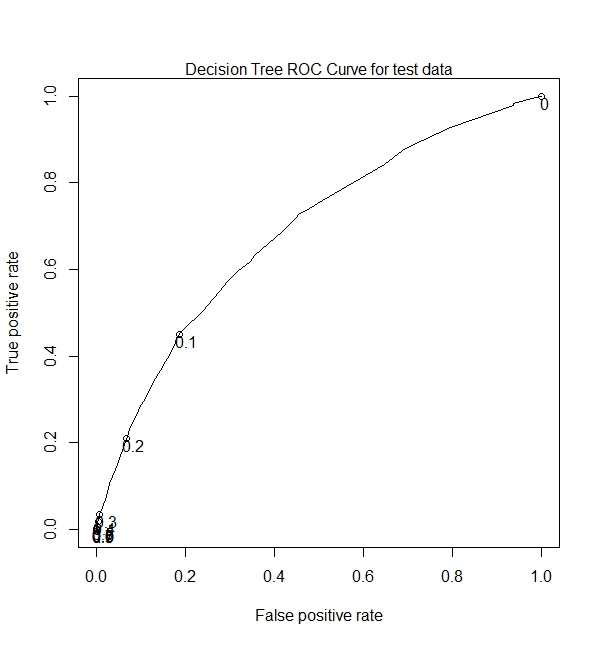 Decision Tree ROC Curve for test data
True positive rate
1.0
0.8
0.6
0.4
0.2
0.0
0
0.1
0.2
0.3
0.0 0.2 0.4 0.6 0.8 1.0
False positive rate